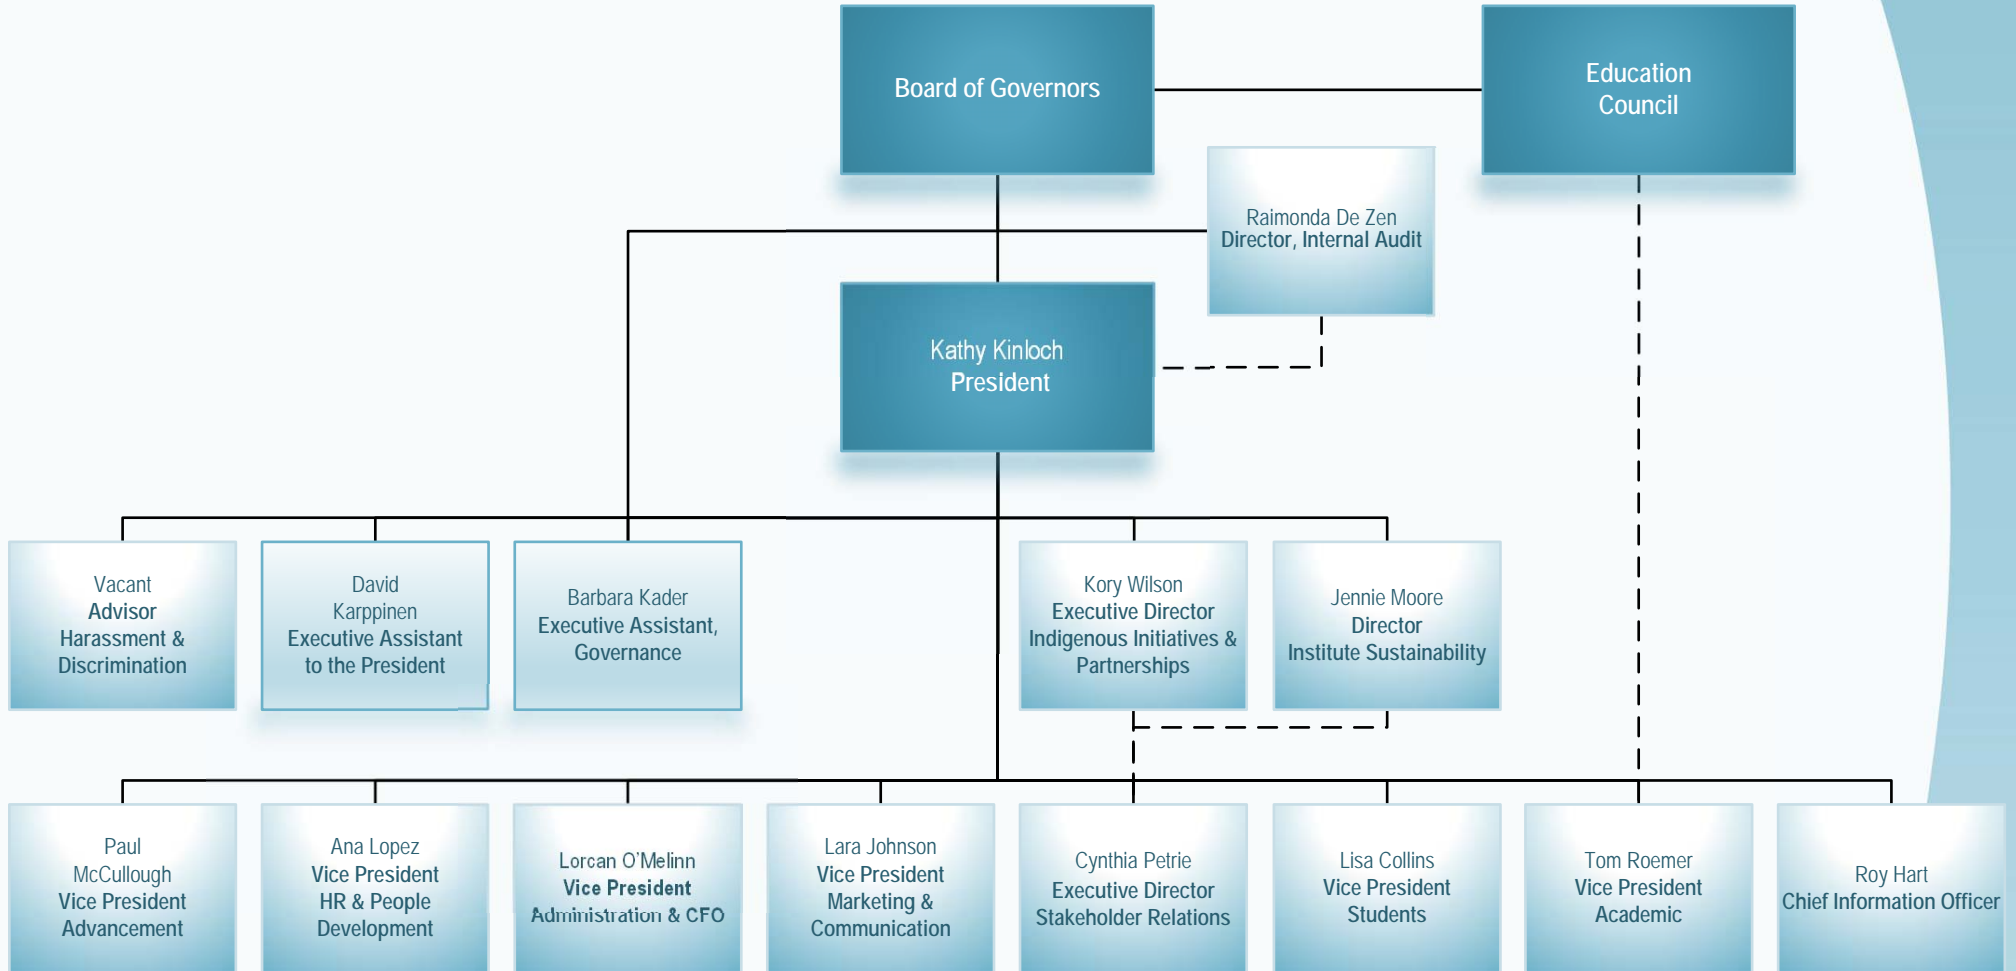 Board of Governors
Education
Council
Raimonda De Zen
Director, Internal Audit
Kathy Kinloch
President
Vacant
Advisor
Harassment &
Discrimination
David
Karppinen
Executive Assistant
to the President
Barbara Kader
Executive Assistant,
Governance
Kory Wilson
Executive Director
Indigenous Initiatives &
Partnerships
Jennie Moore
Director
Institute Sustainability
Paul
McCullough
Vice President
Advancement
Ana Lopez
Vice President
HR & People
Development
Lorcan O'Melinn
Vice President
Administration & CFO
Lara Johnson
Vice President
Marketing &
Communication
Cynthia Petrie
Executive Director
Stakeholder Relations
Lisa Collins
Vice President
Students
Tom Roemer
Vice President
Academic
Roy Hart
Chief Information Officer